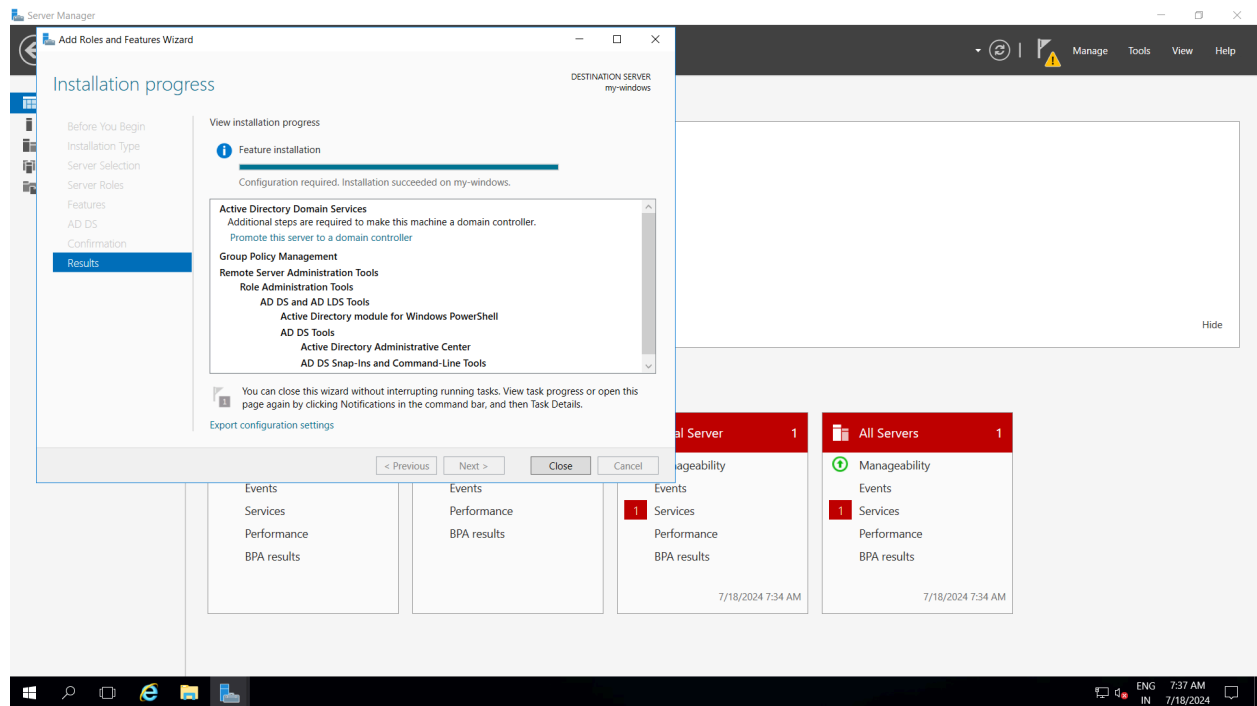 Server Manager
Add Roles and Features Wizard
Manage Tools View Help
Installation progress
DESTINATION SERVER
my-windows
Before You Begin
Installation Type
Server Selection
Server Roles
Features
AD DS
Confirmation
Results
View installation progress
Feature installation
Configuration required. Installation succeeded on my-windows.
Active Directory Domain Services
Additional steps are required to make this machine a domain controller.
Promote this server to a domain controller
Group Policy Management
Remote Server Administration Tools
Role Administration Tools
AD DS and AD LDS Tools
Active Directory module for Windows PowerShell
AD DS Tools
Active Directory Administrative Center
AD DS Snap-Ins and Command-Line Tools
1 You can close this wizard without interrupting running tasks. View task progress or open this
page again by clicking Notifications in the command bar, and then Task Details.
Export configuration settings
< Previous Next > Close Cancel
Hide
Events
Services
Performance
BPA results
Events
Performance
BPA results
al Server 1
ageability
Events
1 Services
Performance
BPA results
7/18/2024 7:34 AM
All Servers 1
Manageability
Events
1 Services
Performance
BPA results
7/18/2024 7:34 AM
ENG 7:37 AM
IN 7/18/2024